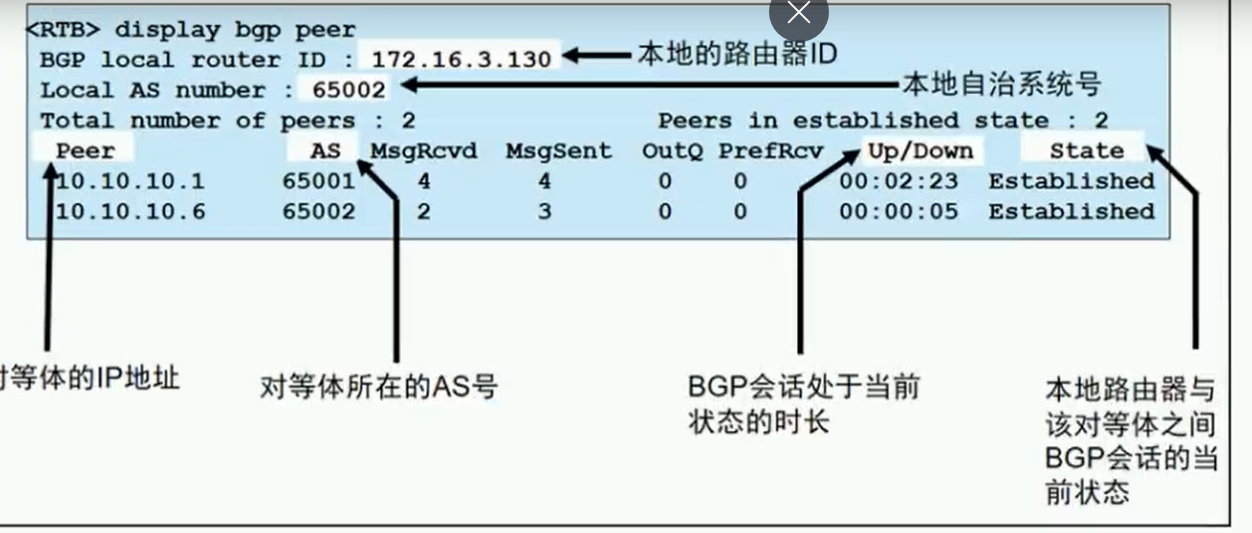 <RTB> display bgp peer
BGP local router ID : 172.16.3.130
本地的路由器ID
Local AS number : 65002
本地自治系统号
Total number of peers : 2 Peers in established state : 2
Peer AS MsgRcvd MsgSent OutQ PrefRcv Up/Down State
10.10.10.1 65001 4 4 0 0 00:02:23 Established
10.10.10.6 65002 2 3 0 0 00:00:05 Established
对等体的IP地址
对等体所在的AS号
BGP会话处于当前
状态的时长
本地路由器与
该对等体之间
BGP会话的当
前状态